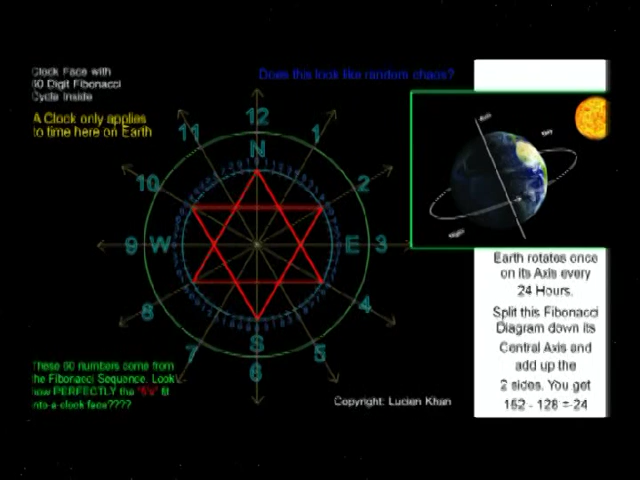 Clock Face with
60 Digit Fibonacci
Cycle Inside
Does this look like random chaos?
A Clock only applies
to time here on Earth
12
11
1
N
10
2
9
W
E
3
8
4
S
7
5
6
Earth rotates once
on its Axis every
24 Hours.
Split this Fibonacci
Diagram down its
Central Axis and
add up the
2 sides. You get
152 - 128 = 24
These 60 numbers come from
the Fibonacci Sequence. Look
how PERFECTLY the fit
into a clock face????
Copyright: Lucien Khan